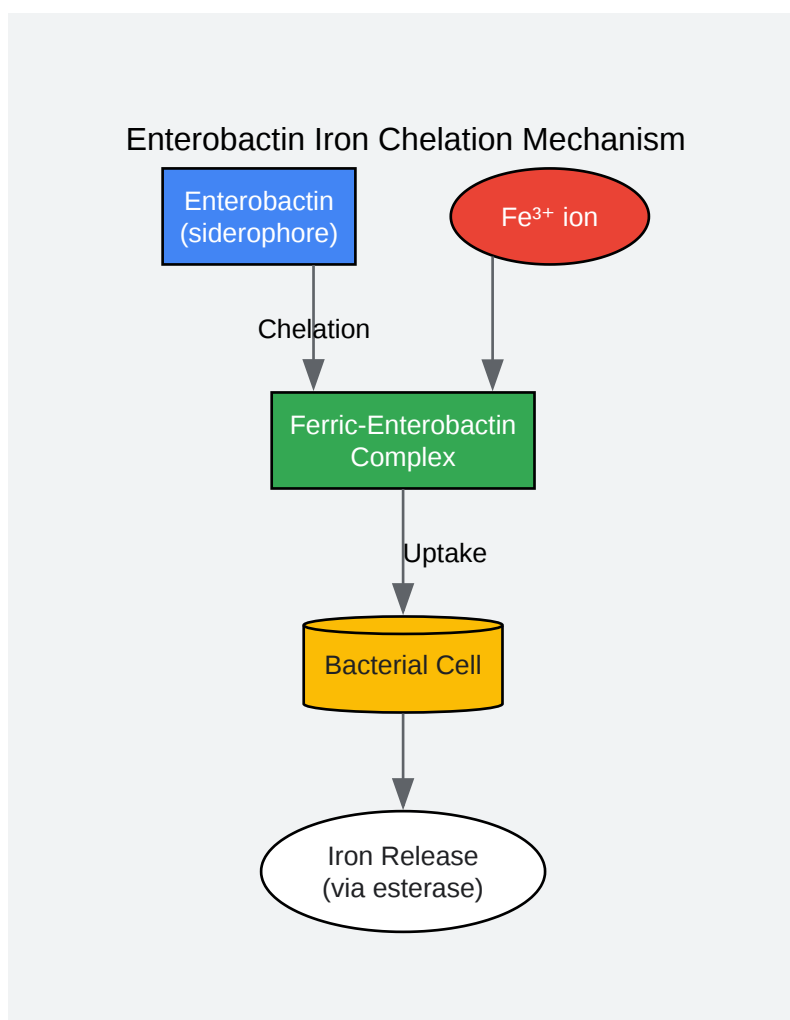 Enterobactin Iron Chelation Mechanism
Enterobactin
(siderophore)
Fe³⁺ ion
Chelation
Ferric-Enterobactin
Complex
Uptake
Bacterial Cell
Iron Release
(via esterase)